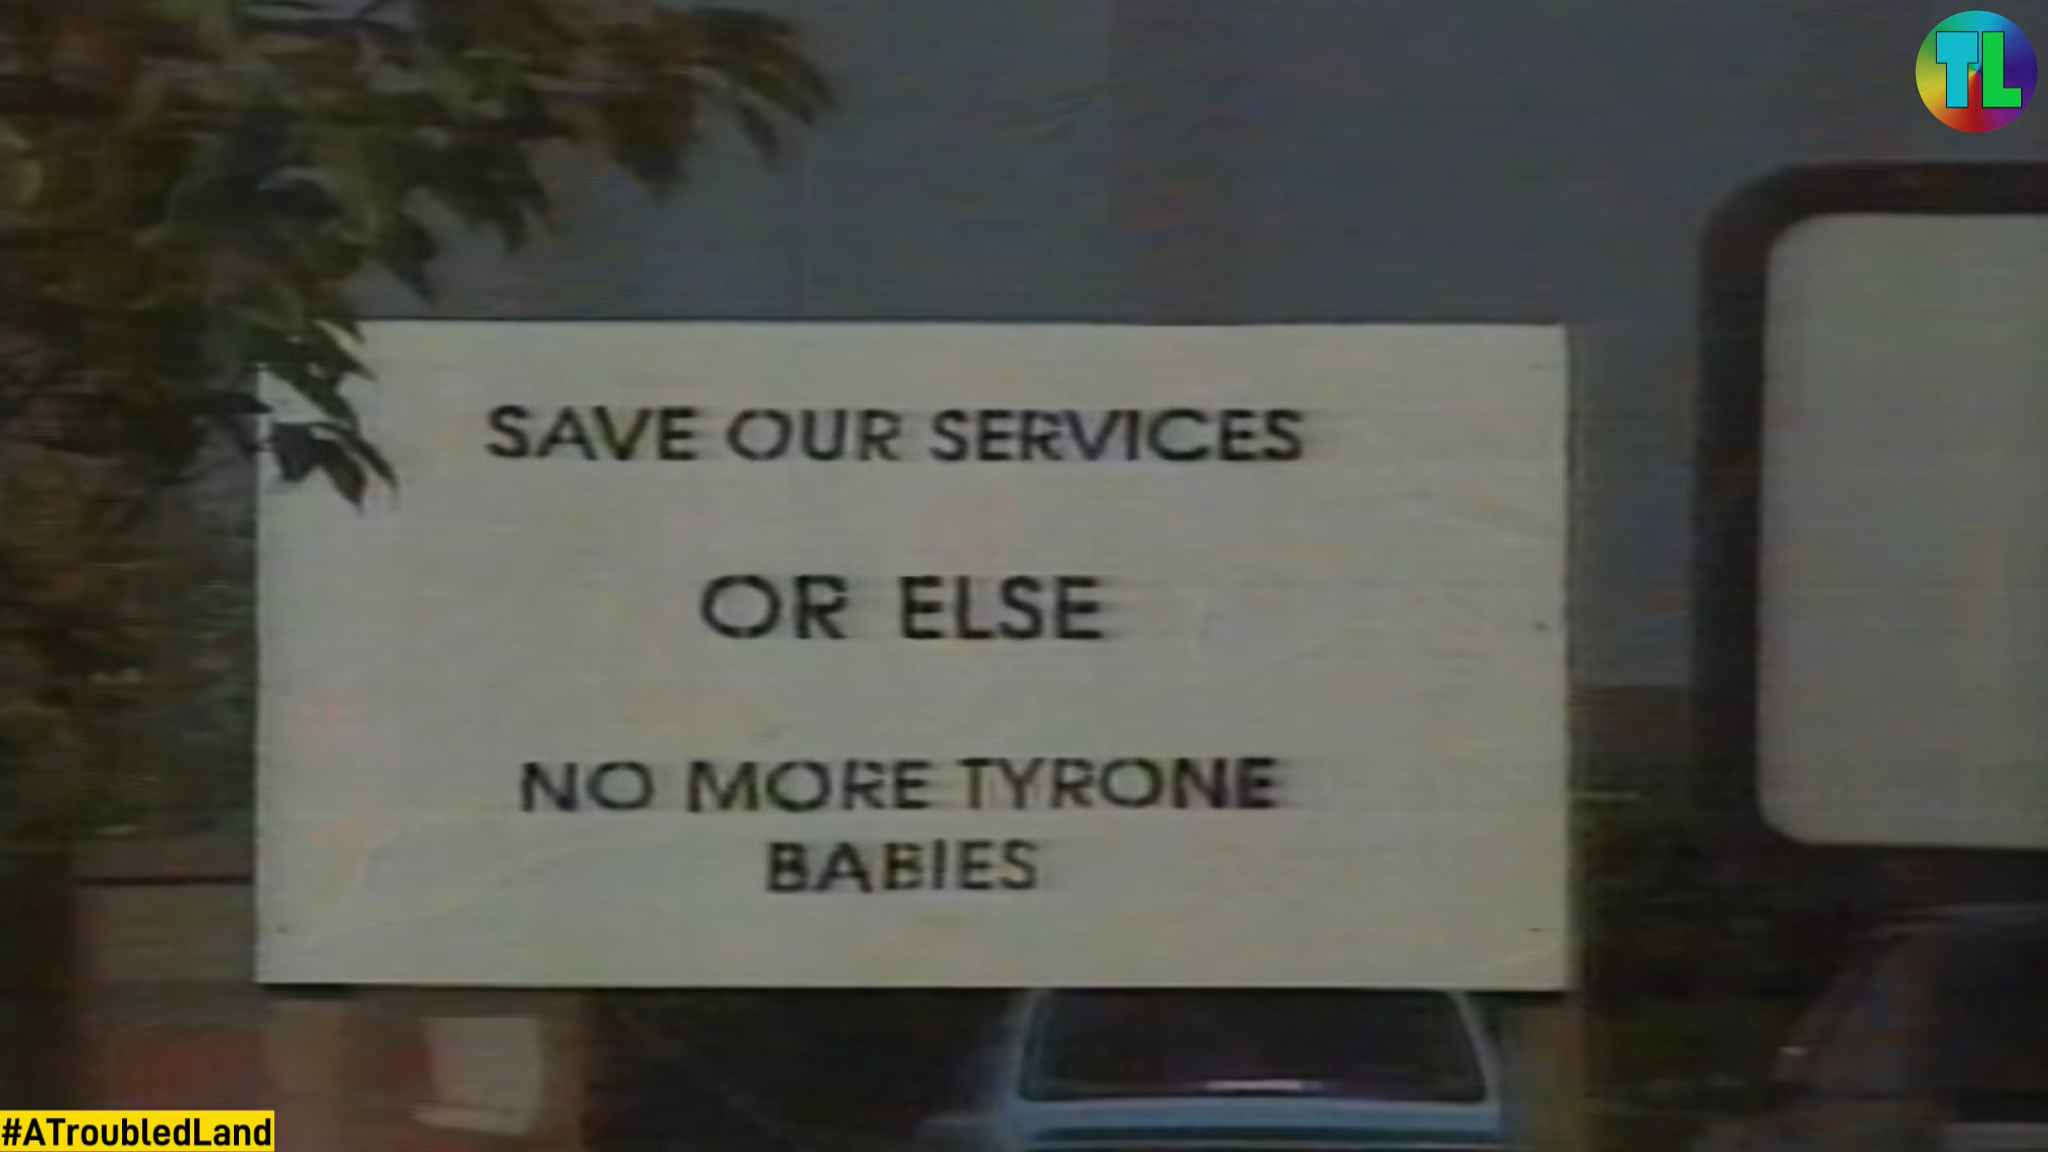 TL
SAVE OUR SERVICES
OR ELSE
NO MORE TYRONE
BABIES
#ATroubledLand